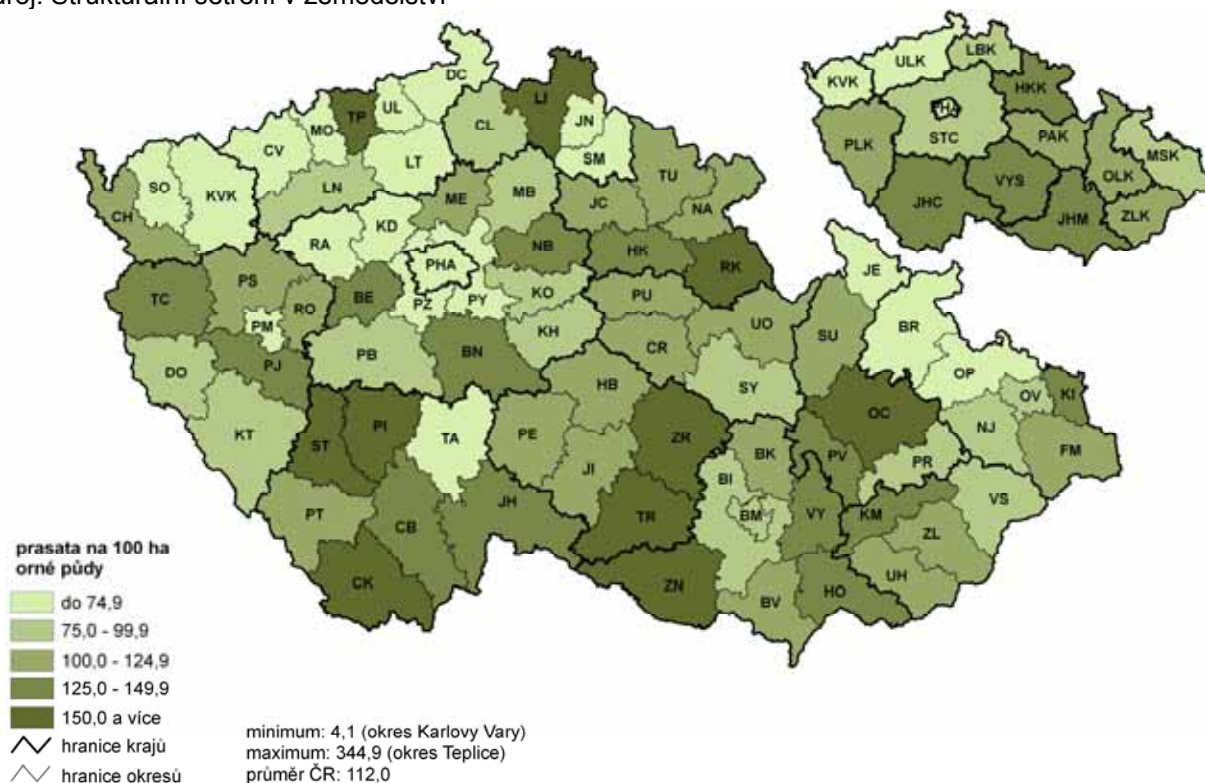 Strukturální šetření v zemědělství
DC
LI
TP
UL
MO
CL
JN
CV
LT
SM
SO
KVK
LN
ME
MB
TU
CH
JC
NA
RA
KD
NB
HK
RK
PHA
TC
PS
BE
KO
PU
RO
PZ
PY
PM
UO
SU
JE
BR
PB
BN
KH
CR
DO
PJ
OP
HB
SY
OV
KI
KT
ST
PI
TA
PE
ZR
OC
NJ
FM
JI
BK
PV
PR
BI
VS
PT
CB
JH
TR
BM
VY
KM
ZL
CK
ZN
BV
HO
UH
KVK
ULK
LBK
HKK
PHA
STC
PLK
PAK
MSK
OLK
VYS
JHC
JHM
ZLK
prasata na 100 ha
orné půdy
do 74,9
75,0 - 99,9
100,0 - 124,9
125,0 - 149,9
150,0 a více
hranice krajů
hranice okresů
minimum: 4,1 (okres Karlovy Vary)
maximum: 344,9 (okres Teplice)
průměr ČR: 112,0